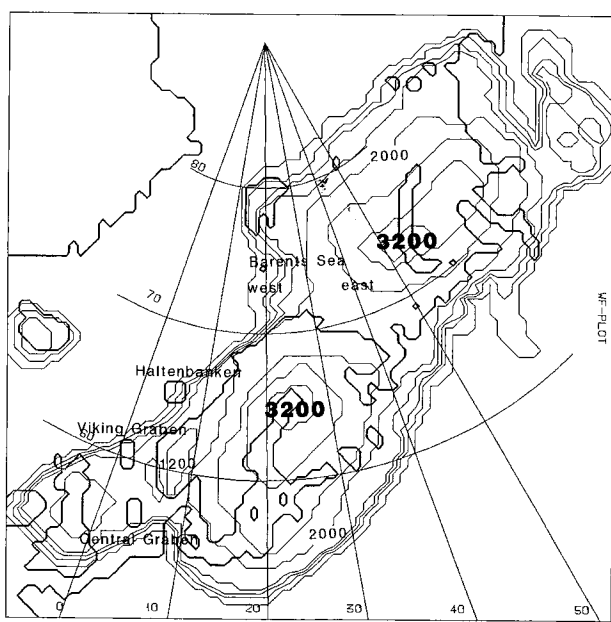 80
2000
3200
Barents Sea
west
east
70
WF-PLOT
Haltenbanken
3200
Viking Graben
60
1200
2000
Central Graben
0
10
20
30
40
50